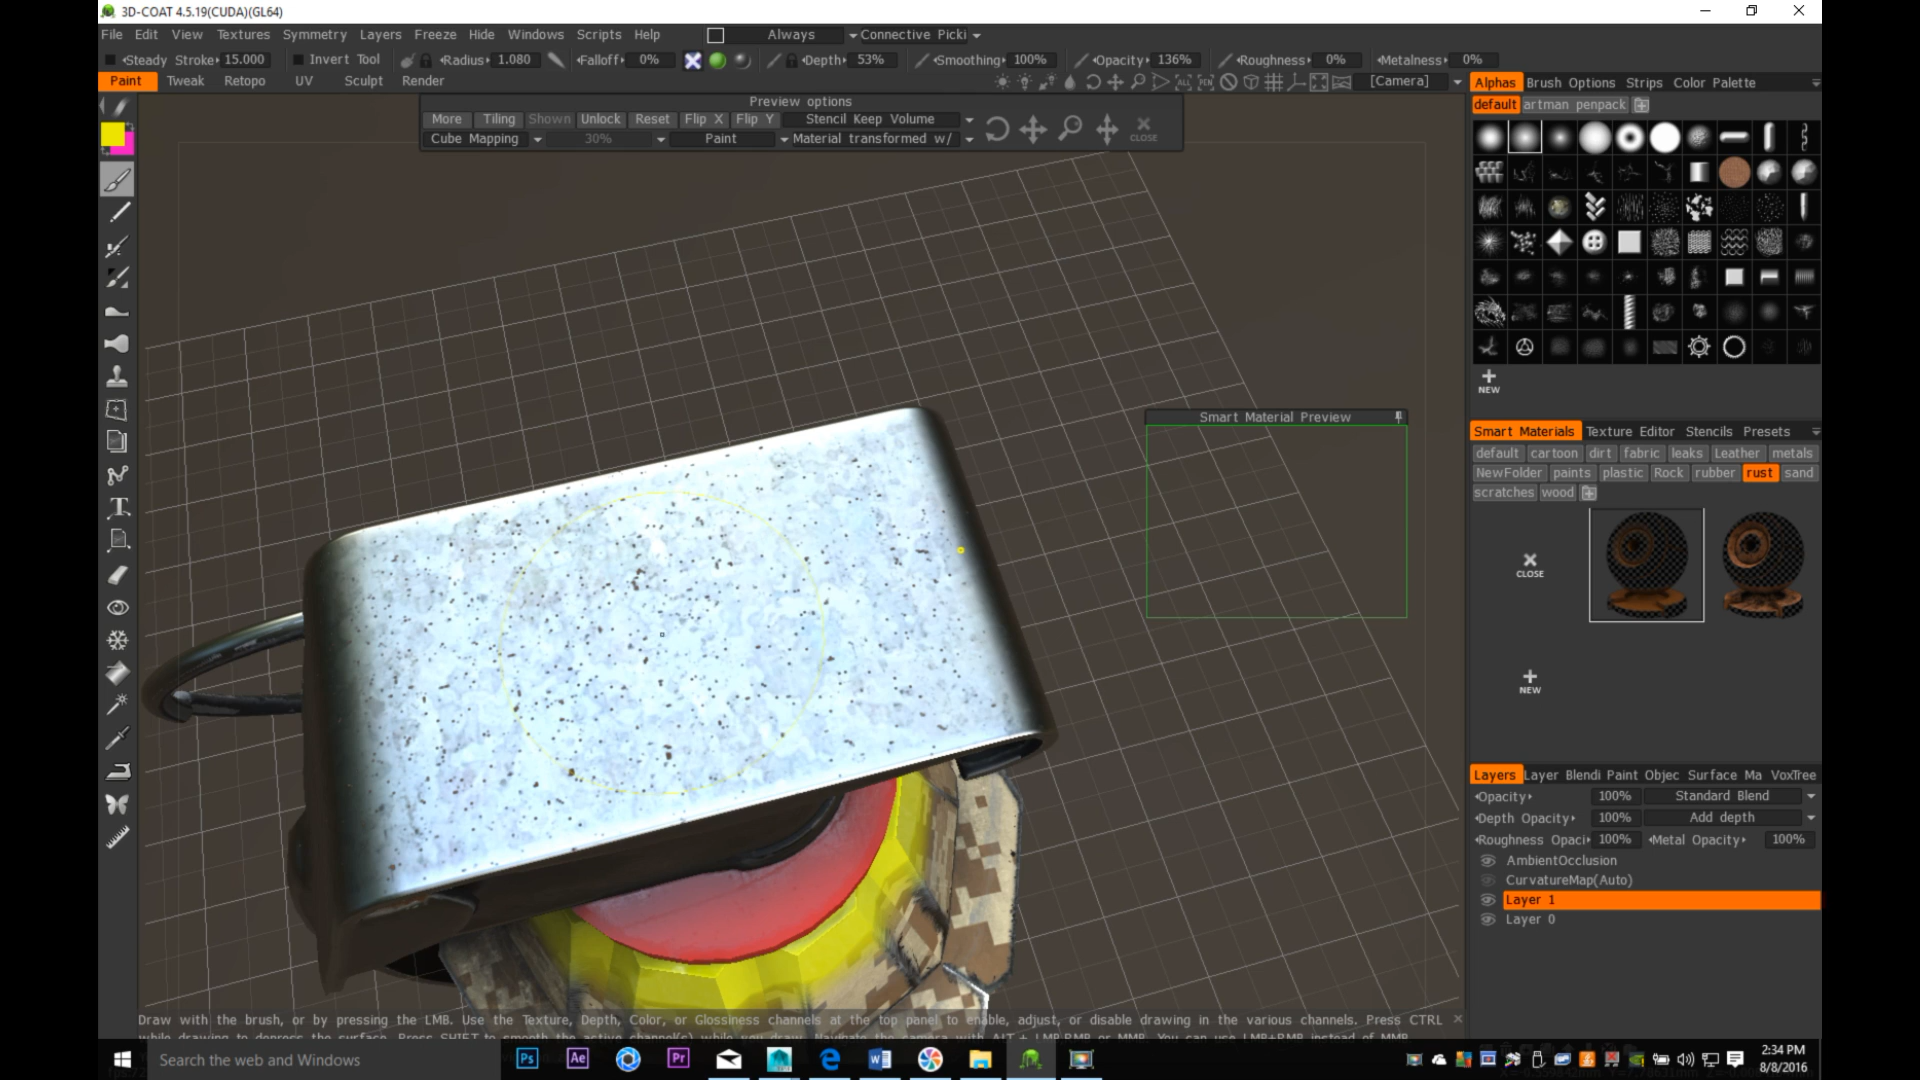 3D-COAT 4.5.19(CUDA)(GL64)
File Edit View Textures Symmetry Layers Freeze Hide Windows Scripts Help Always Connective Picki
Steady Stroke 15.000 Invert Tool Radius 1.080 Falloff 0% Depth 53% Smoothing 100% Opacity 136% Roughness 0% Metalness 0%
Paint Tweak Retopo UV Sculpt Render [Camera]
Alphas Brush Options Strips Color Palette
default artman penpack
Preview options
More Tiling Shown Unlock Reset Flip X Flip Y Stencil Keep Volume
Cube Mapping 30% Paint Material transformed w/
CLOSE
NEW
Smart Material Preview
Smart Materials Texture Editor Stencils Presets
default cartoon dirt fabric leaks Leather metals
NewFolder paints plastic Rock rubber rust sand
scratches wood
CLOSE
NEW
Layers Layer Blendi Paint Objec Surface Ma VoxTree
Opacity 100% Standard Blend
Depth Opacity 100% Add depth
Roughness Opaci 100% Metal Opacity 100%
AmbientOcclusion
CurvatureMap(Auto)
Layer 1
Layer 0
Draw with the brush, or by pressing the LMB. Use the Texture, Depth, Color, or Glossiness channels at the top panel to enable, adjust, or disable drawing in the various channels. Press CTRL
Search the web and Windows
Ps Ae Pr
2:34 PM
8/8/2016